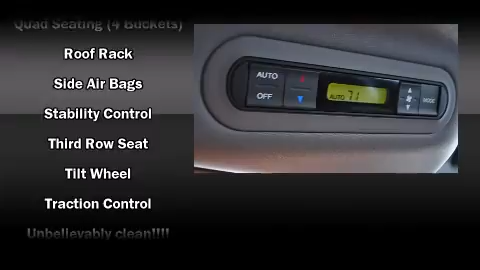 Quad Seating (4 Buckets)
Roof Rack
Side Air Bags
Stability Control
Third Row Seat
Tilt Wheel
Traction Control
Unbelievably clean!!!!
AUTO
OFF
AUTO 71
MODE